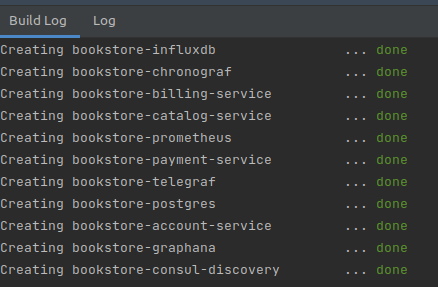 Build Log Log
Creating bookstore-influxdb ... done
Creating bookstore-chronograf ... done
Creating bookstore-billing-service ... done
Creating bookstore-catalog-service ... done
Creating bookstore-prometheus ... done
Creating bookstore-payment-service ... done
Creating bookstore-telegraf ... done
Creating bookstore-postgres ... done
Creating bookstore-account-service ... done
Creating bookstore-graphana ... done
Creating bookstore-consul-discovery ... done